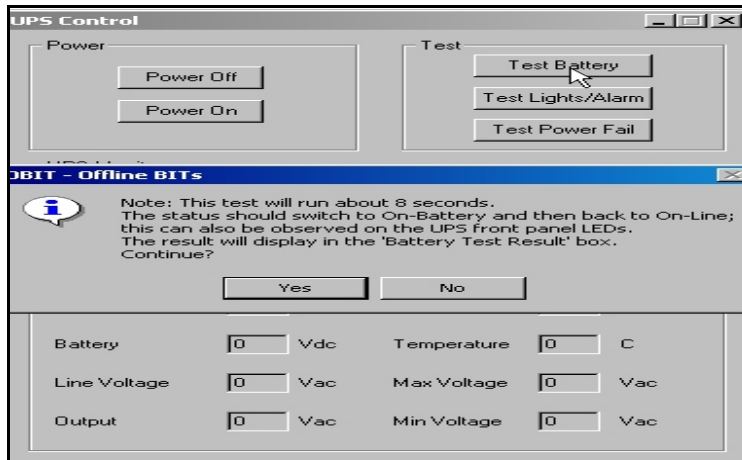 UPS Control
Power
Test
Power Off
Power On
Test Battery
Test Lights/Alarm
Test Power Fail
OBIT - Offline BITs
Note: This test will run about 8 seconds.
The status should switch to On-Battery and then back to On-Line;
this can also be observed on the UPS front panel LEDs.
The result will display in the 'Battery Test Result' box.
Continue?
Yes No
Battery 0 Vdc Temperature 0 C
Line Voltage 0 Vac Max Voltage 0 Vac
Output 0 Vac Min Voltage 0 Vac